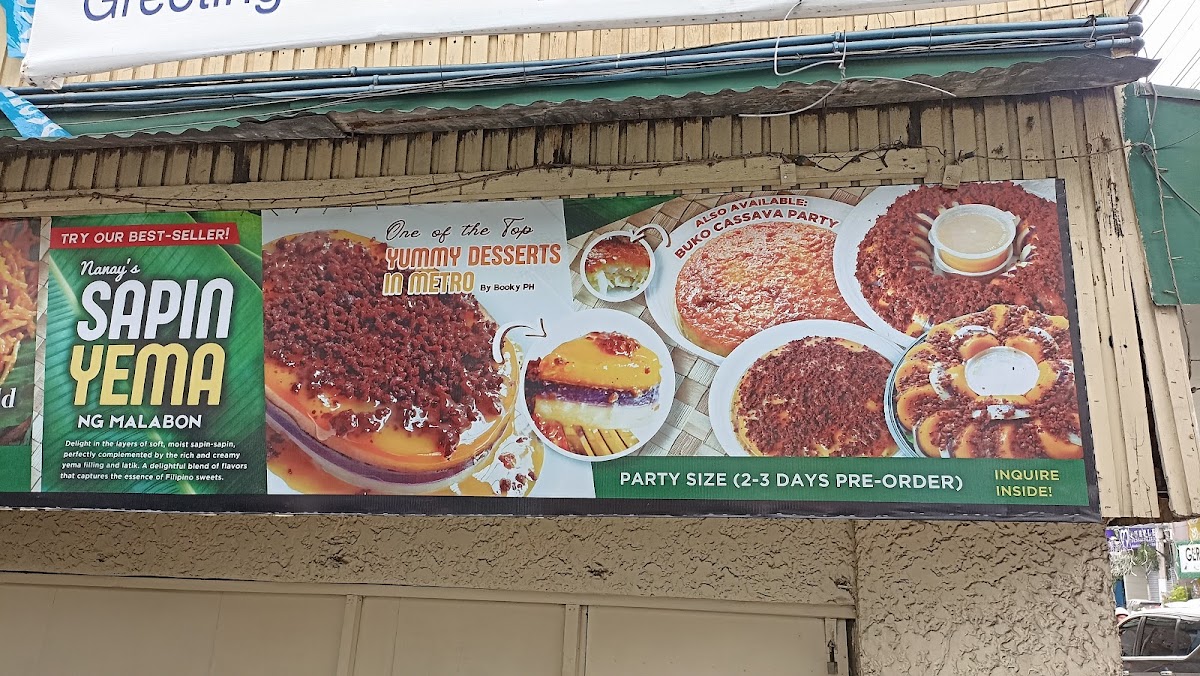 Greeting
TRY OUR BEST-SELLER!
Nanay's
SAPIN
YEMA
NG MALABON
Delight in the layers of soft, moist sapin-sapin,
perfectly complemented by the rich and creamy
yema filling and latik. A delightful blend of flavors
that captures the essence of Filipino sweets.
One of the Top
YUMMY DESSERTS
IN METRO By Booky PH
ALSO AVAILABLE:
BUKO CASSAVA PARTY
PARTY SIZE (2-3 DAYS PRE-ORDER)
INQUIRE
INSIDE!